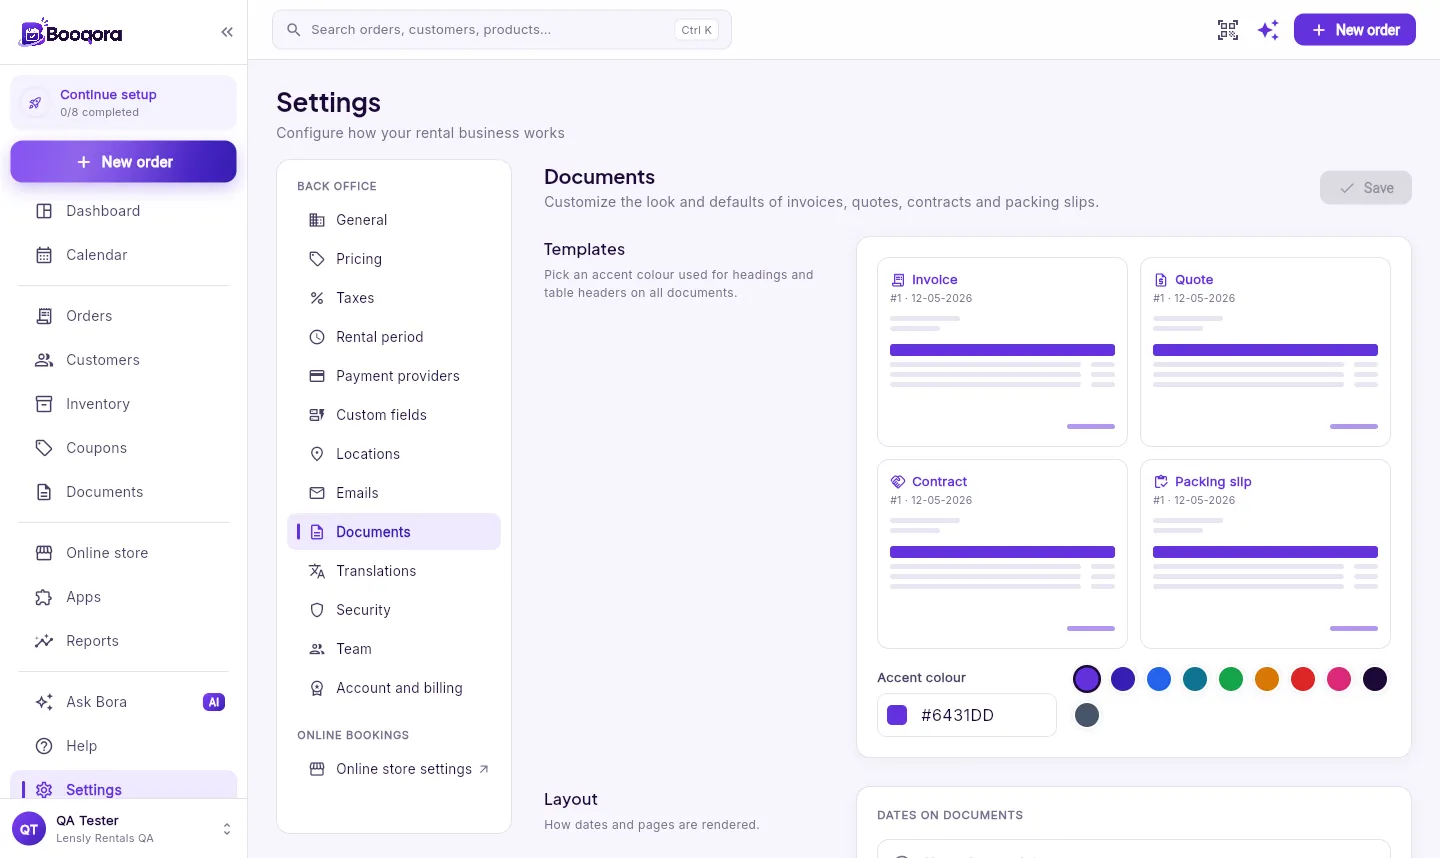 Booqora
Search orders, customers, products...
Ctrl K
New order
Continue setup
0/8 completed
New order
Dashboard
Calendar
Orders
Customers
Inventory
Coupons
Documents
Online store
Apps
Reports
Ask Bora
AI
Help
Settings
QT
QA Tester
Lensly Rentals QA
Settings
Configure how your rental business works
BACK OFFICE
General
Pricing
Taxes
Rental period
Payment providers
Custom fields
Locations
Emails
Documents
Translations
Security
Team
Account and billing
ONLINE BOOKINGS
Online store settings
Documents
Customize the look and defaults of invoices, quotes, contracts and packing slips.
Save
Templates
Pick an accent colour used for headings and
table headers on all documents.
Invoice
#1 · 12-05-2026
Quote
#1 · 12-05-2026
Contract
#1 · 12-05-2026
Packing slip
#1 · 12-05-2026
Accent colour
#6431DD
Layout
How dates and pages are rendered.
DATES ON DOCUMENTS